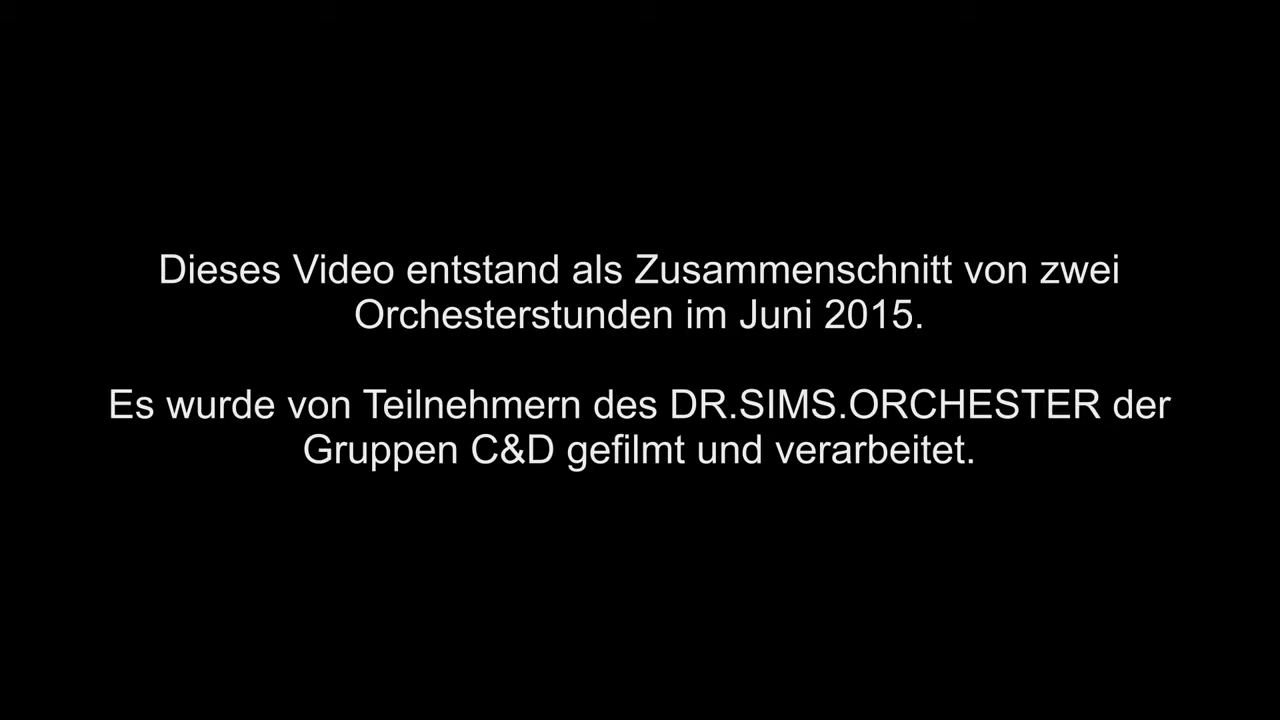 Dieses Video entstand als Zusammenschnitt von zwei
Orchesterstunden im Juni 2015.
Es wurde von Teilnehmern des DR.SIMS.ORCHESTER der
Gruppen C&D gefilmt und verarbeitet.